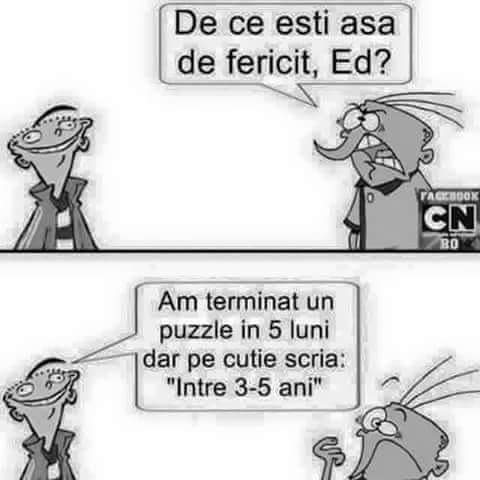 De ce esti asa
de fericit, Ed?
FACEBOOK
CN
RO
Am terminat un
puzzle in 5 luni
dar pe cutie scria:
"Intre 3-5 ani"